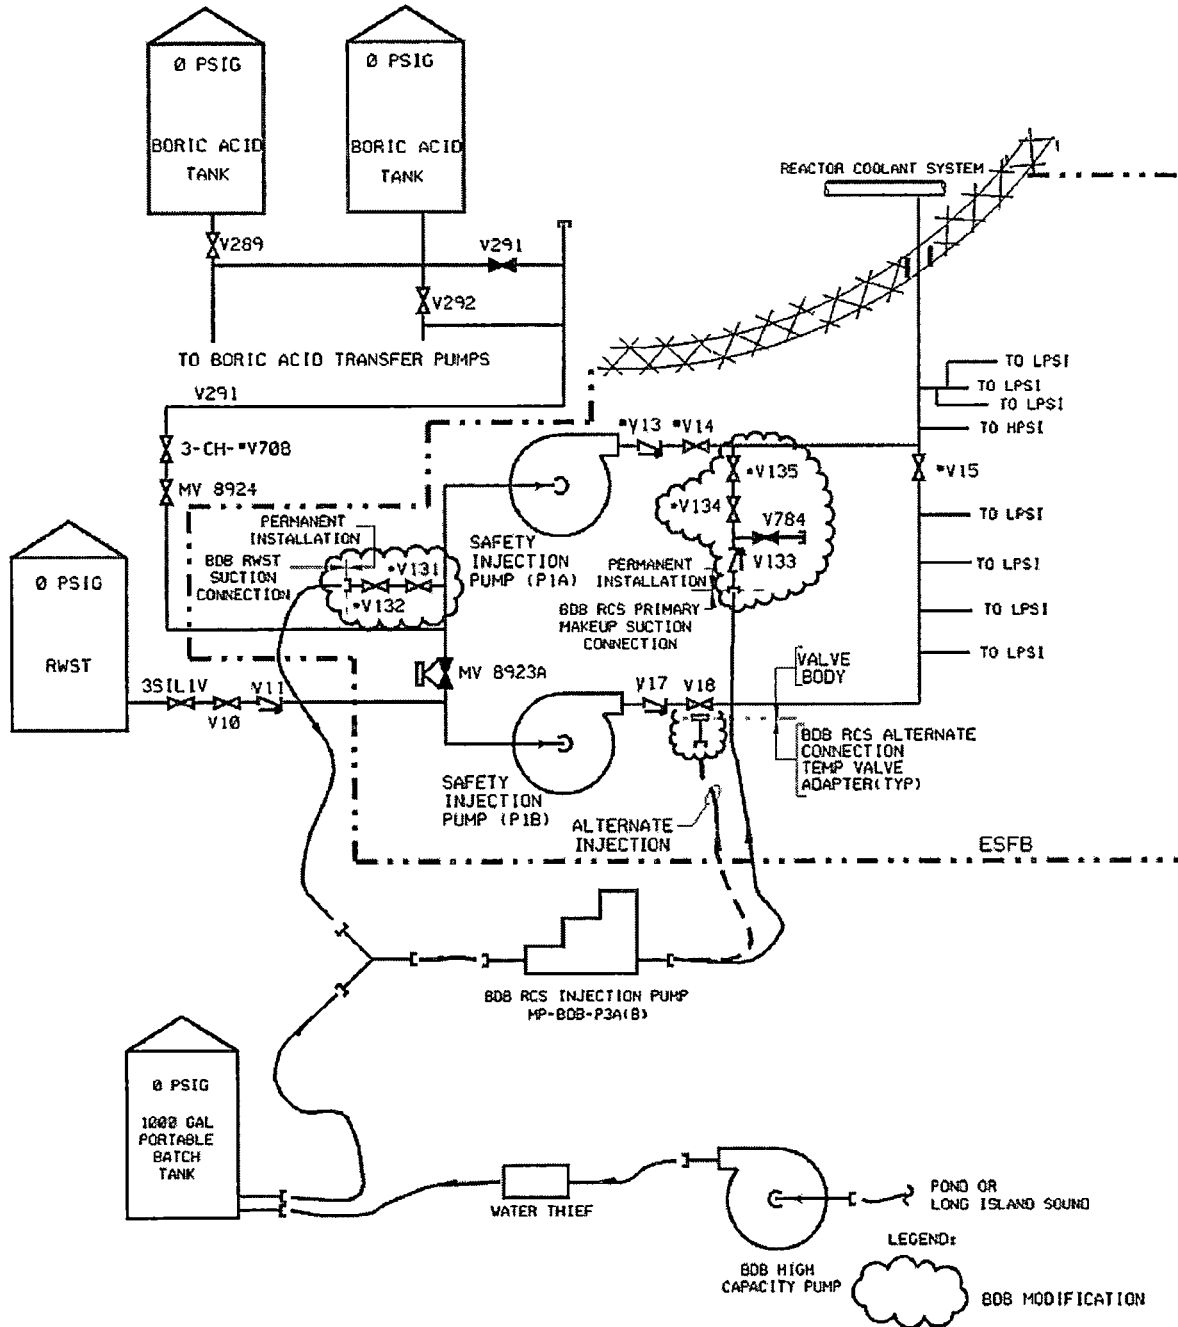 0 PSIG
BORIC ACID
TANK
0 PSIG
BORIC ACID
TANK
REACTOR COOLANT SYSTEM
V289
V291
V292
TO BORIC ACID TRANSFER PUMPS
V291
TO LPSI
TO LPSI
TO LPSI
TO HPSI
*V13
*V14
3-CH-*V708
*V135
*V15
MV 8924
*V134
TO LPSI
V784
PERMANENT
INSTALLATION
SAFETY
INJECTION
PUMP (P1A)
BDB RWST
SUCTION
CONNECTION
*V131
*V132
V133
PERMANENT
INSTALLATION
TO LPSI
BDB RCS PRIMARY
MAKEUP SUCTION
CONNECTION
TO LPSI
0 PSIG
RWST
TO LPSI
MV 8923A
VALVE
BODY
3SIL1V
V10
V11
V17
V18
BDB RCS ALTERNATE
CONNECTION
TEMP VALVE
ADAPTER(TYP)
SAFETY
INJECTION
PUMP (P1B)
ALTERNATE
INJECTION
ESFB
BDB RCS INJECTION PUMP
MP-BDB-P3A(B)
0 PSIG
1000 GAL
PORTABLE
BATCH
TANK
WATER THIEF
POND OR
LONG ISLAND SOUND
BDB HIGH
CAPACITY PUMP
LEGEND:
BDB MODIFICATION